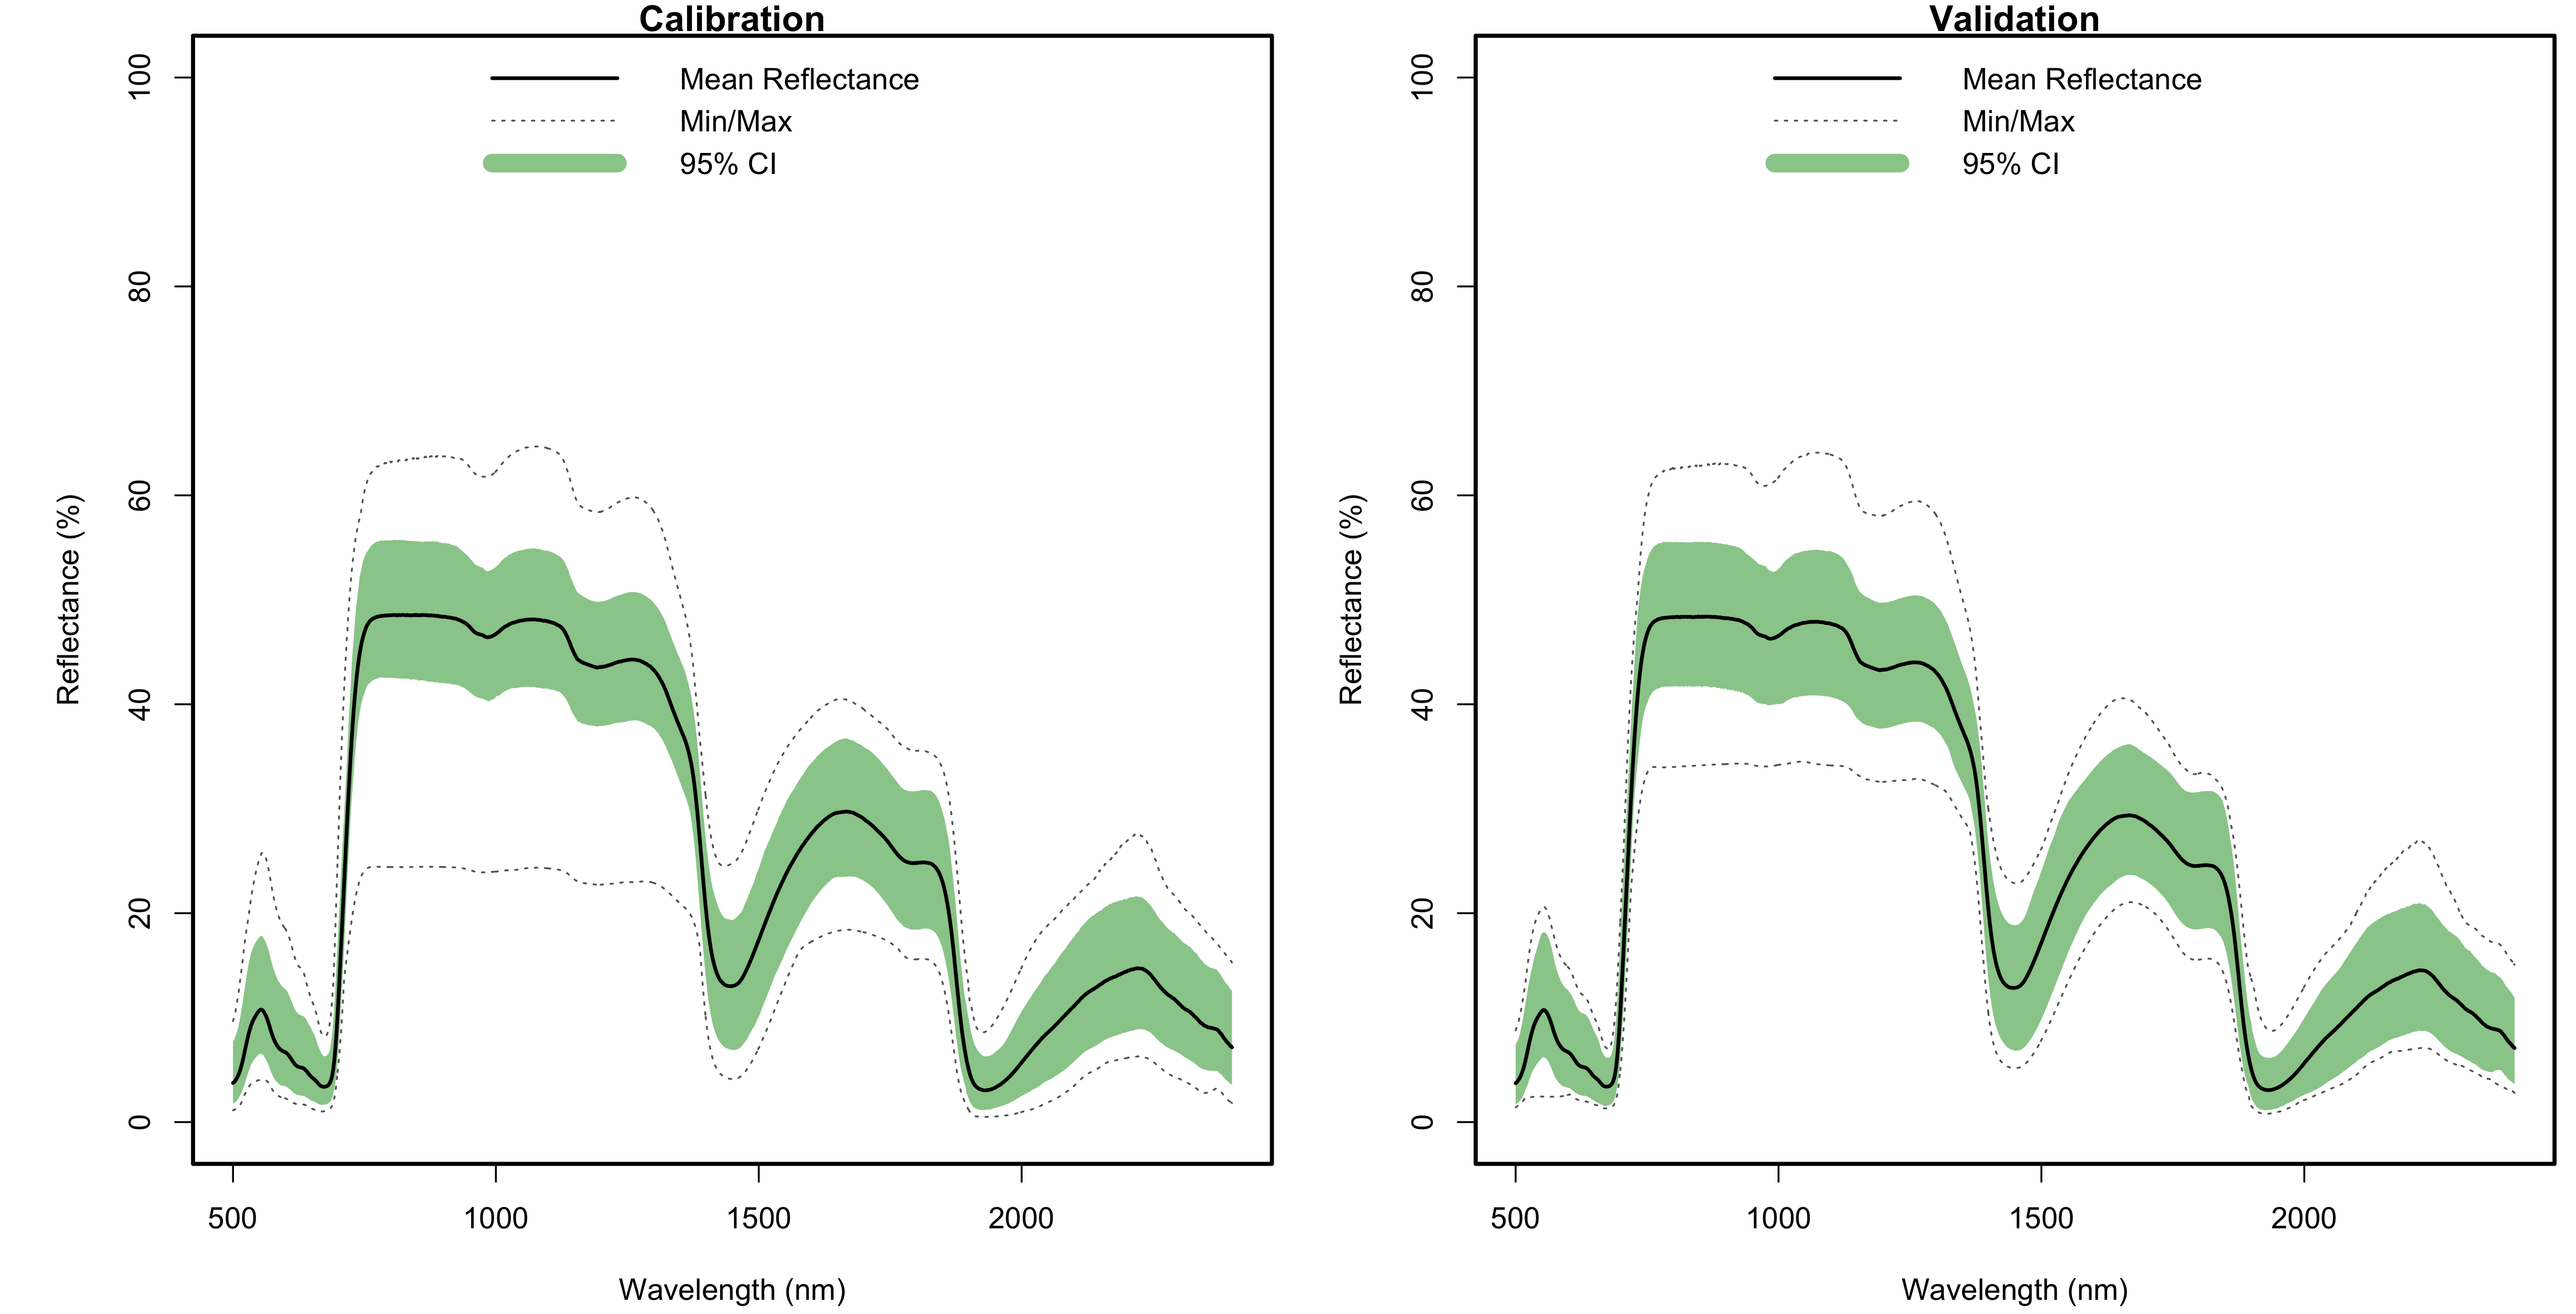 Calibration
Mean Reflectance
Min/Max
95% CI
100
80
60
40
20
0
Reflectance (%)
500 1000 1500 2000
Wavelength (nm)
Validation
Mean Reflectance
Min/Max
95% CI
100
80
60
40
20
0
Reflectance (%)
500 1000 1500 2000
Wavelength (nm)